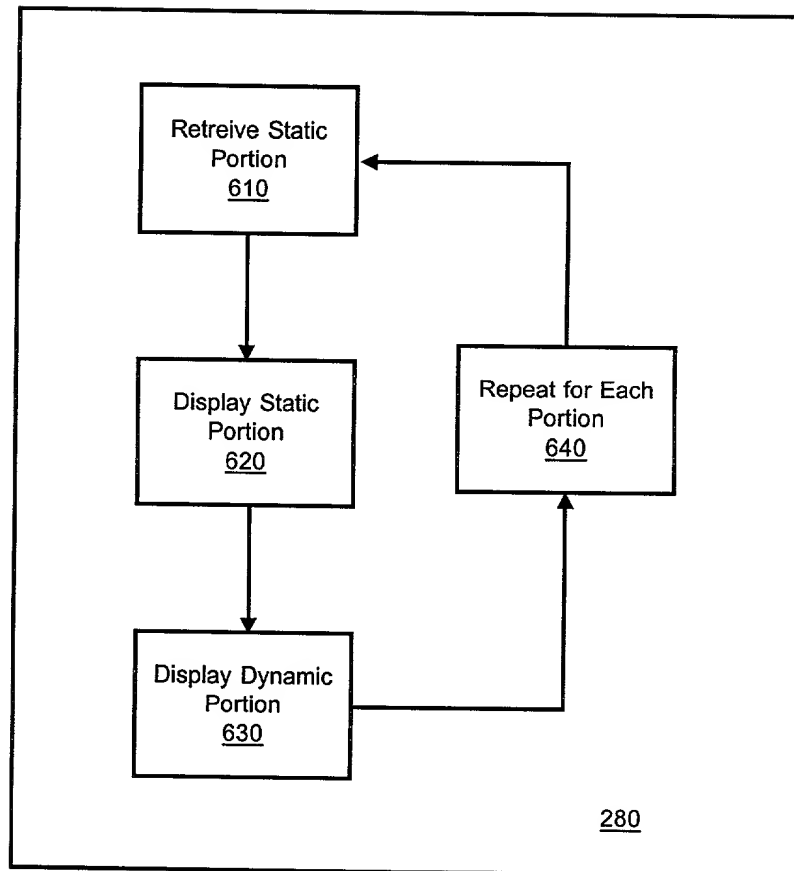 Retreive Static
Portion
610
Display Static
Portion
620
Display Dynamic
Portion
630
Repeat for Each
Portion
640
280